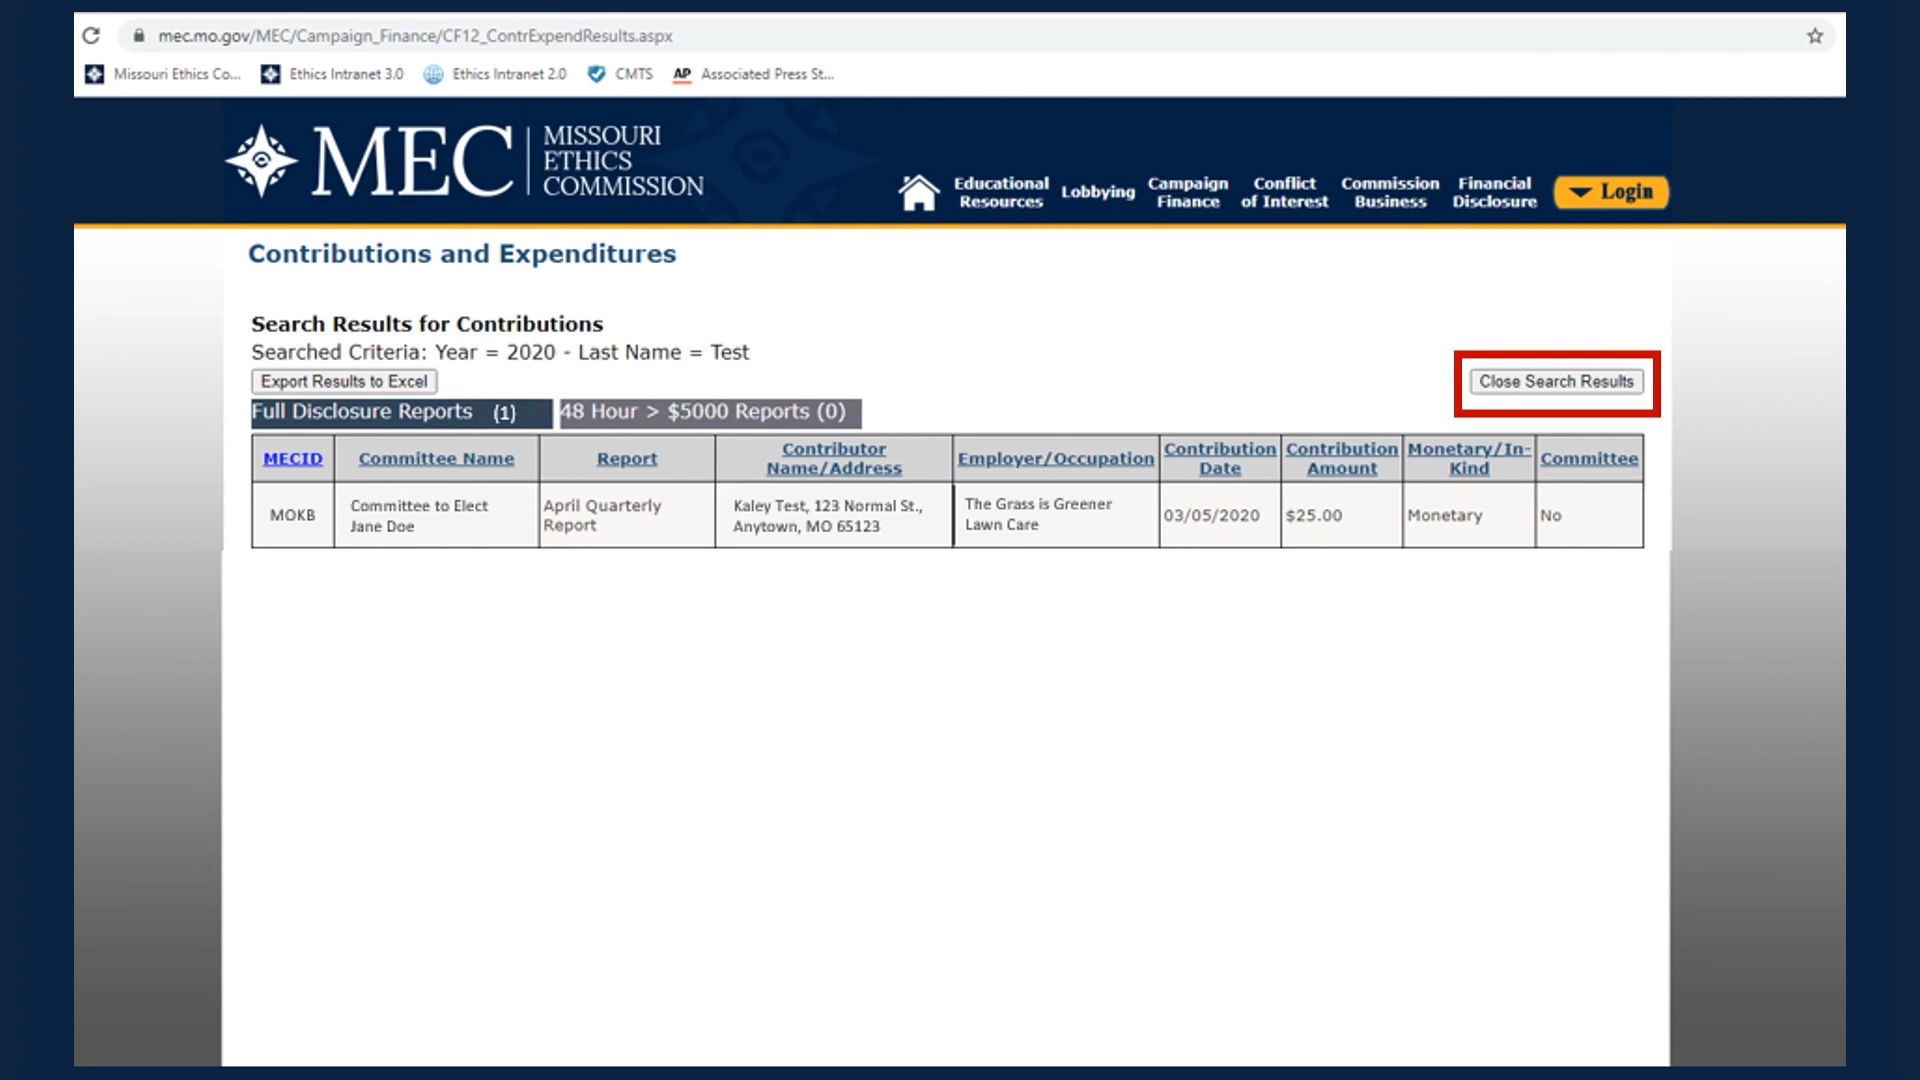 mec.mo.gov/MEC/Campaign_Finance/CF12_ContrExpendResults.aspx
Missouri Ethics Co... Ethics Intranet 3.0 Ethics Intranet 2.0 CMTS AP Associated Press St...
MEC
MISSOURI
ETHICS
COMMISSION
Educational
Resources
Lobbying
Campaign
Finance
Conflict
of Interest
Commission
Business
Financial
Disclosure
Login
Contributions and Expenditures
Search Results for Contributions
Searched Criteria: Year = 2020 - Last Name = Test
Export Results to Excel
Close Search Results
Full Disclosure Reports (1)
48 Hour > $5000 Reports (0)
MECID
Committee Name
Report
Contributor
Name/Address
Employer/Occupation
Contribution
Date
Contribution
Amount
Monetary/In-
Kind
Committee
MOKB
Committee to Elect
Jane Doe
April Quarterly
Report
Kaley Test, 123 Normal St.,
Anytown, MO 65123
The Grass is Greener
Lawn Care
03/05/2020
$25.00
Monetary
No